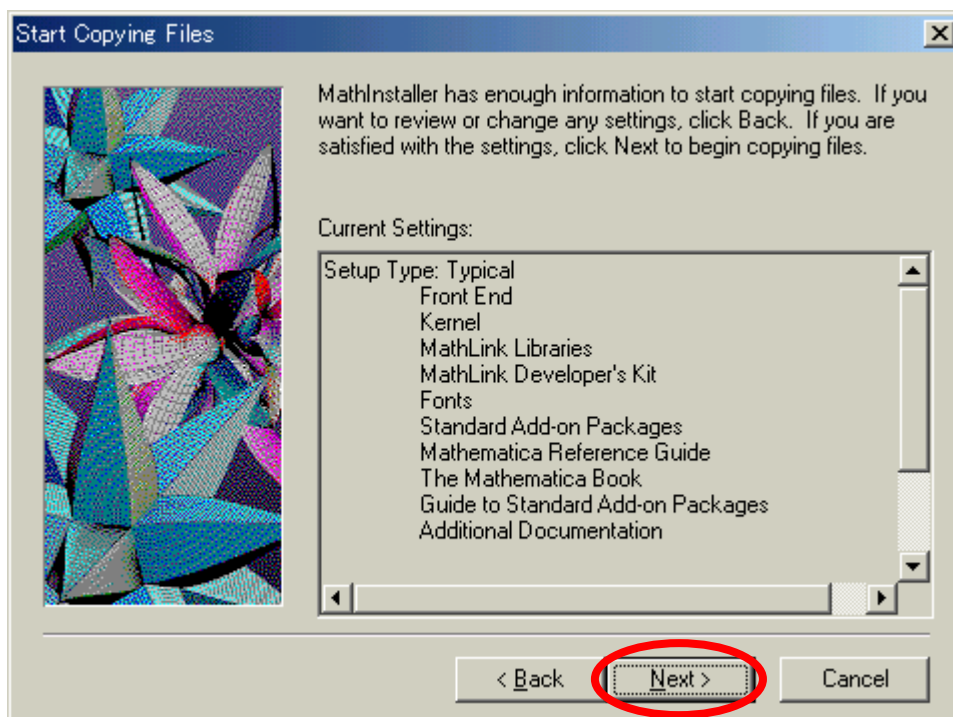 Start Copying Files
MathInstaller has enough information to start copying files. If you
want to review or change any settings, click Back. If you are
satisfied with the settings, click Next to begin copying files.
Current Settings:
Setup Type: Typical
Front End
Kernel
MathLink Libraries
MathLink Developer's Kit
Fonts
Standard Add-on Packages
Mathematica Reference Guide
The Mathematica Book
Guide to Standard Add-on Packages
Additional Documentation
< Back
Next >
Cancel